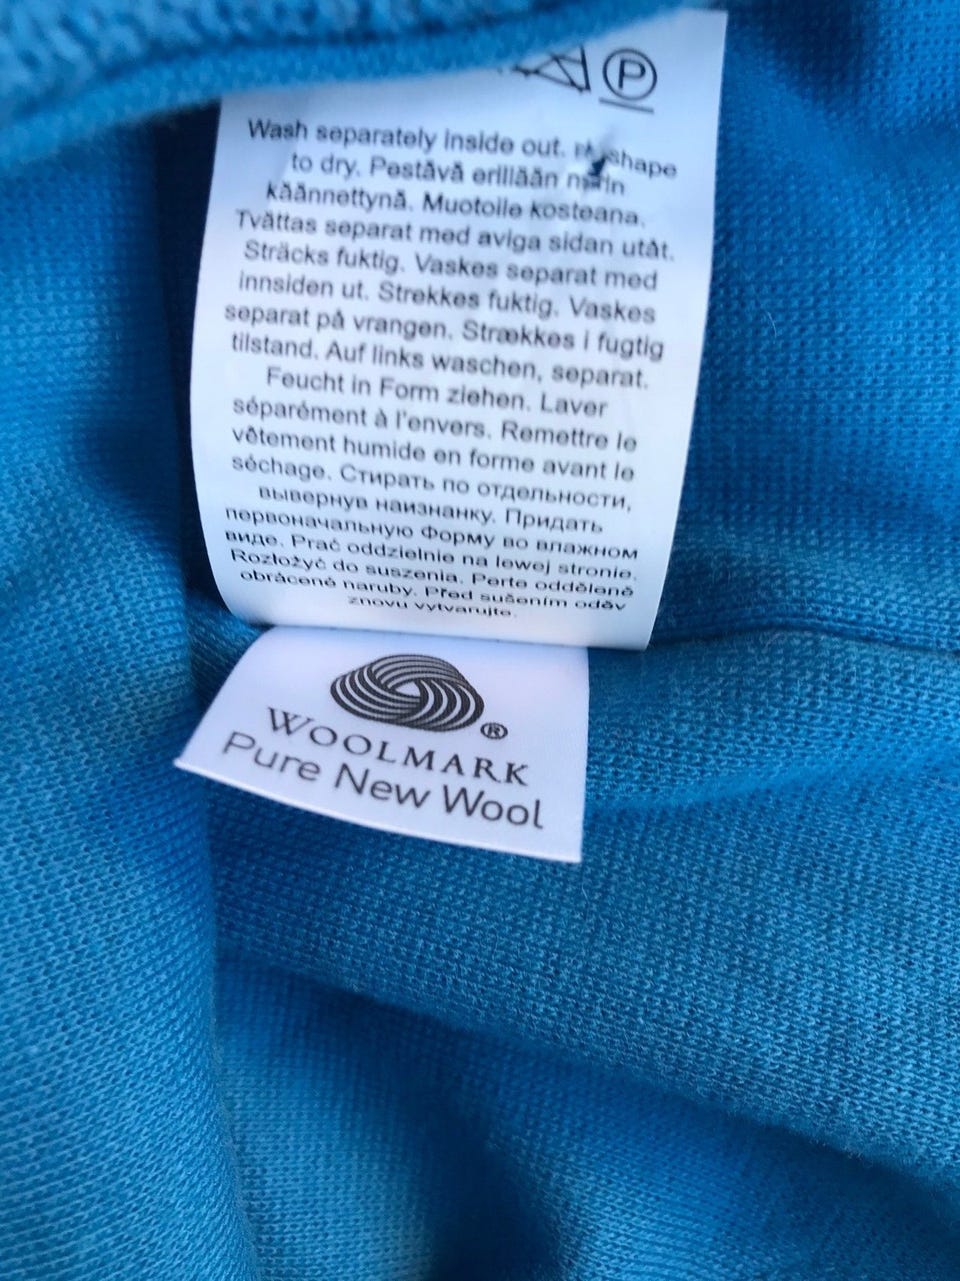 P
Wash separately inside out. shape
to dry. Pestävä erillään nurin
käännettynä. Muotoile kosteana.
Tvättas separat med aviga sidan utåt.
Sträcks fuktig. Vaskes separat med
innsiden ut. Strekkes fuktig. Vaskes
separat på vrangen. Strækkes i fugtig
tilstand. Auf links waschen, separat.
Feucht in Form ziehen. Laver
séparément à l'envers. Remettre le
vêtement humide en forme avant le
séchage. Стирать по отдельности,
вывернув наизнанку. Придать
первоначальную форму во влажном
виде. Prać oddzielnie na lewej stronie.
Rozłożyć do suszenia. Perte odděleně
obrácené naruby. Před sušením oděv
znovu vytvarujte.
WOOLMARK®
Pure New Wool